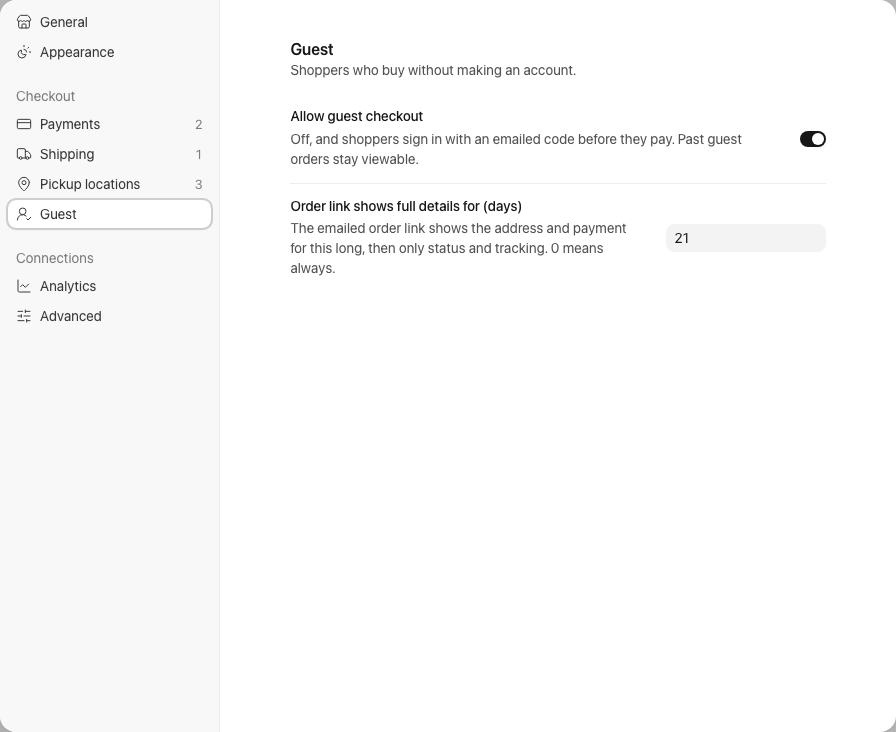 General
Appearance
Checkout
Payments 2
Shipping 1
Pickup locations 3
Guest
Connections
Analytics
Advanced
Guest
Shoppers who buy without making an account.
Allow guest checkout
Off, and shoppers sign in with an emailed code before they pay. Past guest
orders stay viewable.
Order link shows full details for (days)
The emailed order link shows the address and payment
for this long, then only status and tracking. 0 means
always.
21